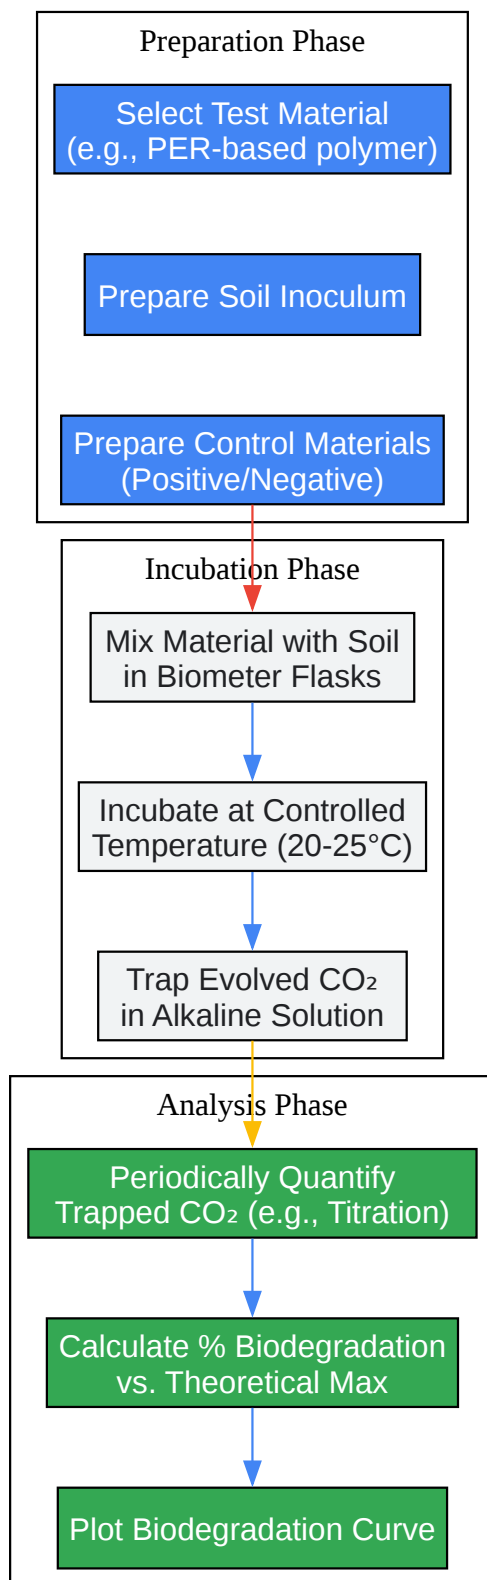 Preparation Phase
Select Test Material
(e.g., PER-based polymer)
Prepare Soil Inoculum
Prepare Control Materials
(Positive/Negative)
Incubation Phase
Mix Material with Soil
in Biometer Flasks
Incubate at Controlled
Temperature (20-25°C)
Trap Evolved CO₂
in Alkaline Solution
Analysis Phase
Periodically Quantify
Trapped CO₂ (e.g., Titration)
Calculate % Biodegradation
vs. Theoretical Max
Plot Biodegradation Curve